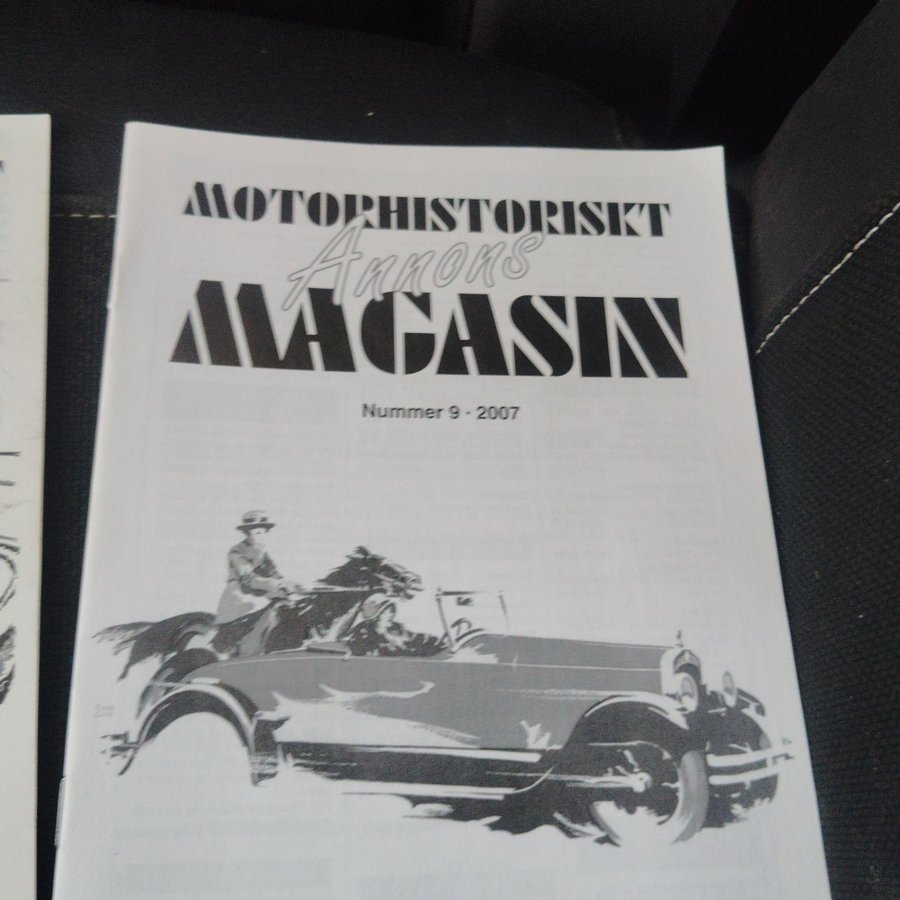 MOTORHISTORISKT
Annons
MAGASIN
Nummer 9 · 2007